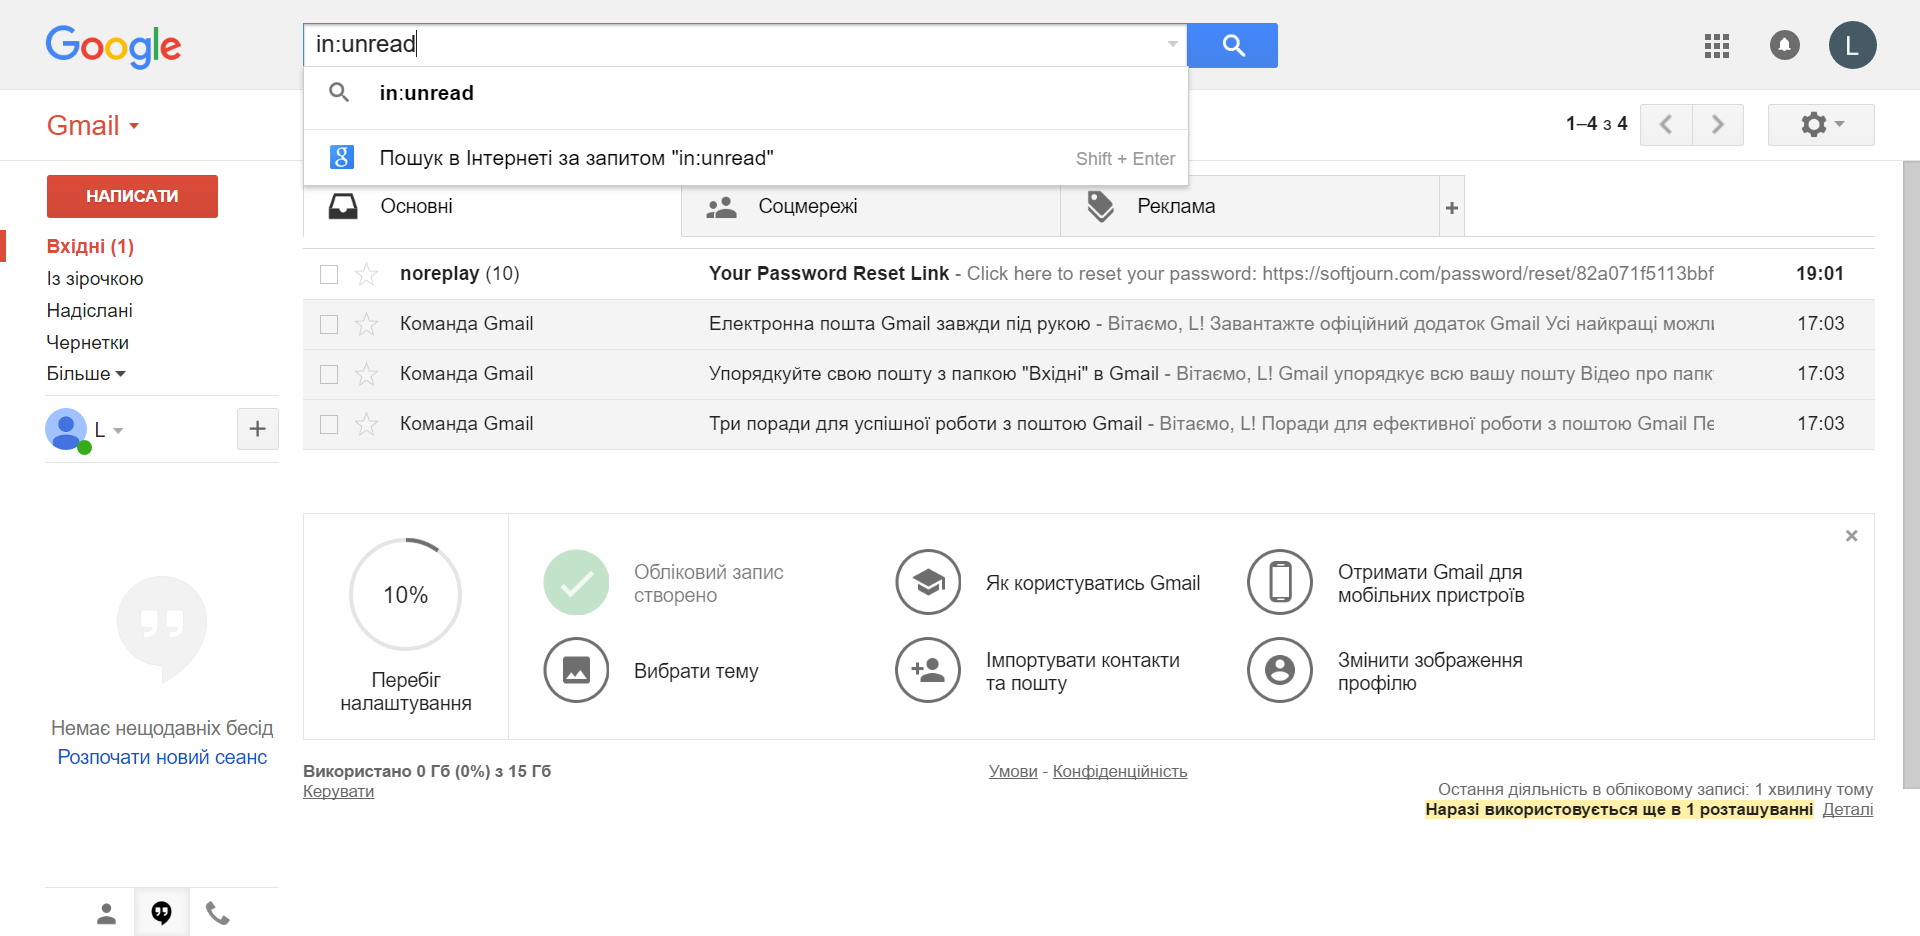 Google
in:unread
L
in:unread
Пошук в Інтернеті за запитом "in:unread" Shift + Enter
Gmail
1–4 з 4
НАПИСАТИ
Вхідні (1)
Із зірочкою
Надіслані
Чернетки
Більше
L
Немає нещодавніх бесід
Розпочати новий сеанс
Основні
Соцмережі
Реклама
noreplay (10) Your Password Reset Link - Click here to reset your password: https://softjourn.com/password/reset/82a071f5113bbf 19:01
Команда Gmail Електронна пошта Gmail завжди під рукою - Вітаємо, L! Завантажте офіційний додаток Gmail Усі найкращі можли 17:03
Команда Gmail Упорядкуйте свою пошту з папкою "Вхідні" в Gmail - Вітаємо, L! Gmail упорядкує всю вашу пошту Відео про папк 17:03
Команда Gmail Три поради для успішної роботи з поштою Gmail - Вітаємо, L! Поради для ефективної роботи з поштою Gmail Пе 17:03
10%
Перебіг
налаштування
Обліковий запис
створено
Як користуватись Gmail
Отримати Gmail для
мобільних пристроїв
Вибрати тему
Імпортувати контакти
та пошту
Змінити зображення
профілю
Використано 0 Гб (0%) з 15 Гб
Керувати
Умови - Конфіденційність
Остання діяльність в обліковому записі: 1 хвилину тому
Наразі використовується ще в 1 розташуванні Деталі